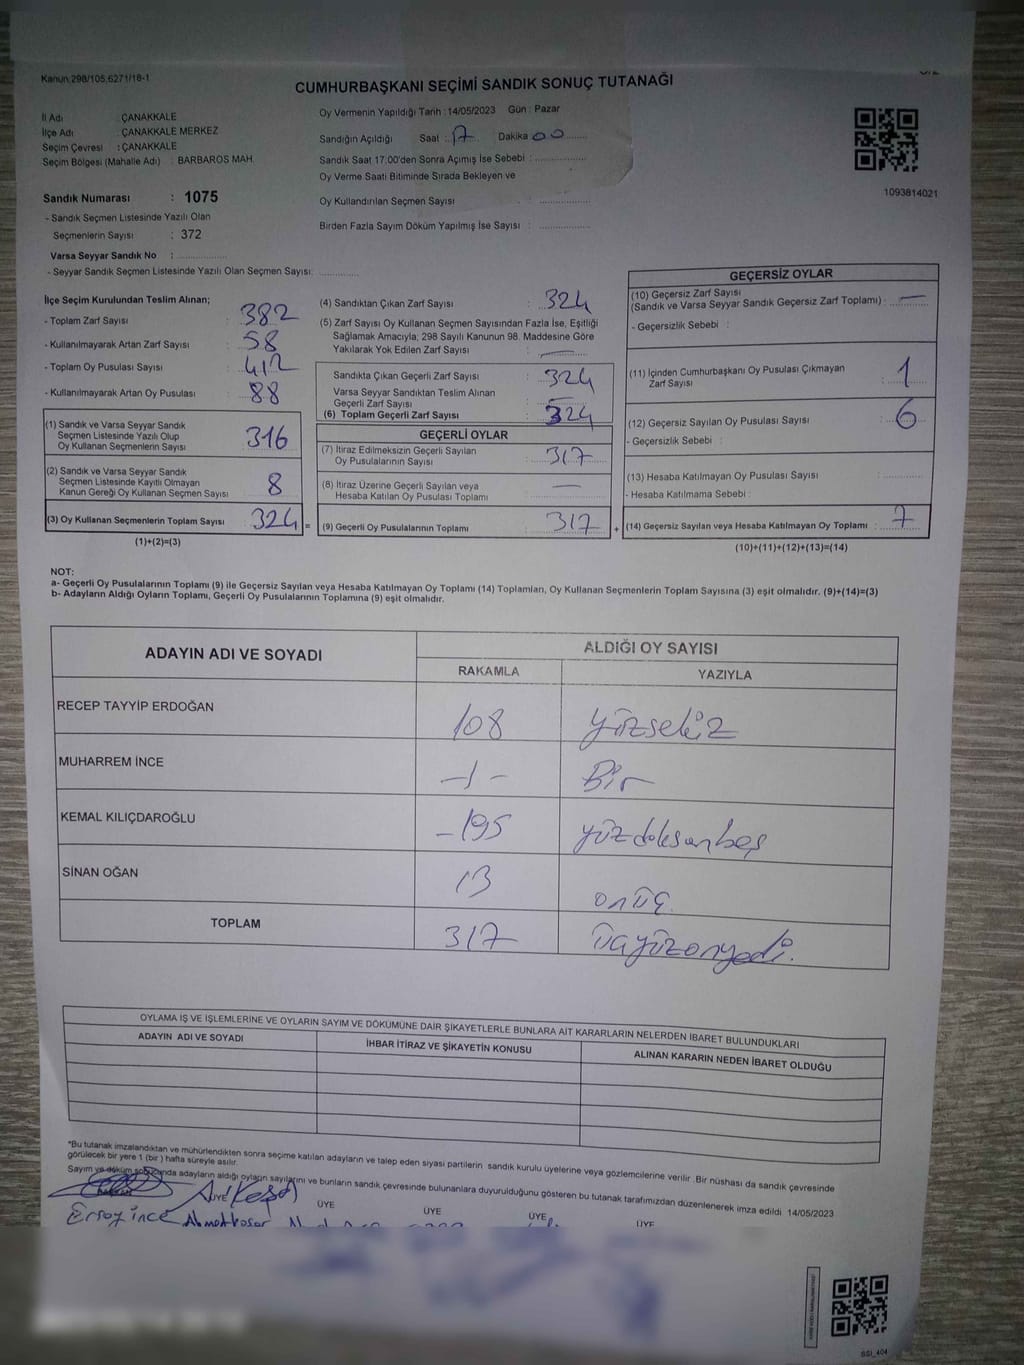 Kanun:298/105,6271/18-1
CUMHURBAŞKANI SEÇİMİ SANDIK SONUÇ TUTANAĞI
İl Adı : ÇANAKKALE
İlçe Adı : ÇANAKKALE MERKEZ
Seçim Çevresi : ÇANAKKALE
Seçim Bölgesi (Mahalle Adı) : BARBAROS MAH.
Oy Vermenin Yapıldığı Tarih : 14/05/2023 Gün : Pazar
Sandığın Açıldığı Saat : 17 Dakika 00
Sandık Saat 17.00'den Sonra Açımış İse Sebebi :
Oy Verme Saati Bitiminde Sırada Bekleyen ve
Oy Kullandırılan Seçmen Sayısı :
Birden Fazla Sayım Döküm Yapılmış İse Sayısı :
1093814021
Sandık Numarası : 1075
- Sandık Seçmen Listesinde Yazılı Olan
Seçmenlerin Sayısı : 372
Varsa Seyyar Sandık No :
- Seyyar Sandık Seçmen Listesinde Yazılı Olan Seçmen Sayısı:
İlçe Seçim Kurulundan Teslim Alınan;
- Toplam Zarf Sayısı : 382
- Kullanılmayarak Artan Zarf Sayısı : 58
- Toplam Oy Pusulası Sayısı : 412
- Kullanılmayarak Artan Oy Pusulası : 88
(1) Sandık ve Varsa Seyyar Sandık
Seçmen Listesinde Yazılı Olup
Oy Kullanan Seçmenlerin Sayısı : 316
(2) Sandık ve Varsa Seyyar Sandık
Seçmen Listesinde Kayıtlı Olmayan
Kanun Gereği Oy Kullanan Seçmen Sayısı : 8
(3) Oy Kullanan Seçmenlerin Toplam Sayısı : 324 =
(1)+(2)=(3)
(4) Sandıktan Çıkan Zarf Sayısı : 324
(5) Zarf Sayısı Oy Kullanan Seçmen Sayısından Fazla İse, Eşitliği
Sağlamak Amacıyla; 298 Sayılı Kanunun 98. Maddesine Göre
Yakılarak Yok Edilen Zarf Sayısı : —
Sandıkta Çıkan Geçerli Zarf Sayısı : 324
Varsa Seyyar Sandıktan Teslim Alınan
Geçerli Zarf Sayısı : —
(6) Toplam Geçerli Zarf Sayısı : 324
GEÇERLİ OYLAR
(7) İtiraz Edilmeksizin Geçerli Sayılan
Oy Pusulalarının Sayısı : 317
(8) İtiraz Üzerine Geçerli Sayılan veya
Hesaba Katılan Oy Pusulası Toplamı : —
(9) Geçerli Oy Pusulalarının Toplamı : 317 +
GEÇERSİZ OYLAR
(10) Geçersiz Zarf Sayısı
(Sandık ve Varsa Seyyar Sandık Geçersiz Zarf Toplamı) : —
- Geçersizlik Sebebi :
(11) İçinden Cumhurbaşkanı Oy Pusulası Çıkmayan
Zarf Sayısı : 1
(12) Geçersiz Sayılan Oy Pusulası Sayısı : 6
- Geçersizlik Sebebi :
(13) Hesaba Katılmayan Oy Pusulası Sayısı :
- Hesaba Katılmama Sebebi :
(14) Geçersiz Sayılan veya Hesaba Katılmayan Oy Toplamı : 7
(10)+(11)+(12)+(13)=(14)
NOT:
a- Geçerli Oy Pusulalarının Toplamı (9) ile Geçersiz Sayılan veya Hesaba Katılmayan Oy Toplamı (14) Toplamları, Oy Kullanan Seçmenlerin Toplam Sayısına (3) eşit olmalıdır. (9)+(14)=(3)
b- Adayların Aldığı Oyların Toplamı, Geçerli Oy Pusulalarının Toplamına (9) eşit olmalıdır.
ADAYIN ADI VE SOYADI ALDIĞI OY SAYISI
RAKAMLA YAZIYLA
RECEP TAYYİP ERDOĞAN 108 yüzsekiz
MUHARREM İNCE -1- Bir
KEMAL KILIÇDAROĞLU -195 yüzdoksanbeş
SİNAN OĞAN 13 onüç.
TOPLAM 317 üçyüzonyedi.
OYLAMA İŞ VE İŞLEMLERİNE VE OYLARIN SAYIM VE DÖKÜMÜNE DAİR ŞİKAYETLERLE BUNLARA AİT KARARLARIN NELERDEN İBARET BULUNDUKLARI
ADAYIN ADI VE SOYADI İHBAR İTİRAZ VE ŞİKAYETİN KONUSU ALINAN KARARIN NEDEN İBARET OLDUĞU
*Bu tutanak imzalandıktan ve mühürlendikten sonra seçime katılan adayların ve talep eden siyasi partilerin sandık kurulu üyelerine veya gözlemcilerine verilir. Bir nüshası da sandık çevresinde
görülecek bir yere 1 (bir) hafta süreyle asılır.
Sayım ve döküm sonucunda adayların aldığı oyların sayılarını ve bunların sandık çevresinde bulunanlara duyurulduğunu gösteren bu tutanak tarafımızdan düzenlenerek imza edildi 14/05/2023
BAŞKAN ÜYE ÜYE ÜYE ÜYE ÜYE
Ersoy ince
SSI_404